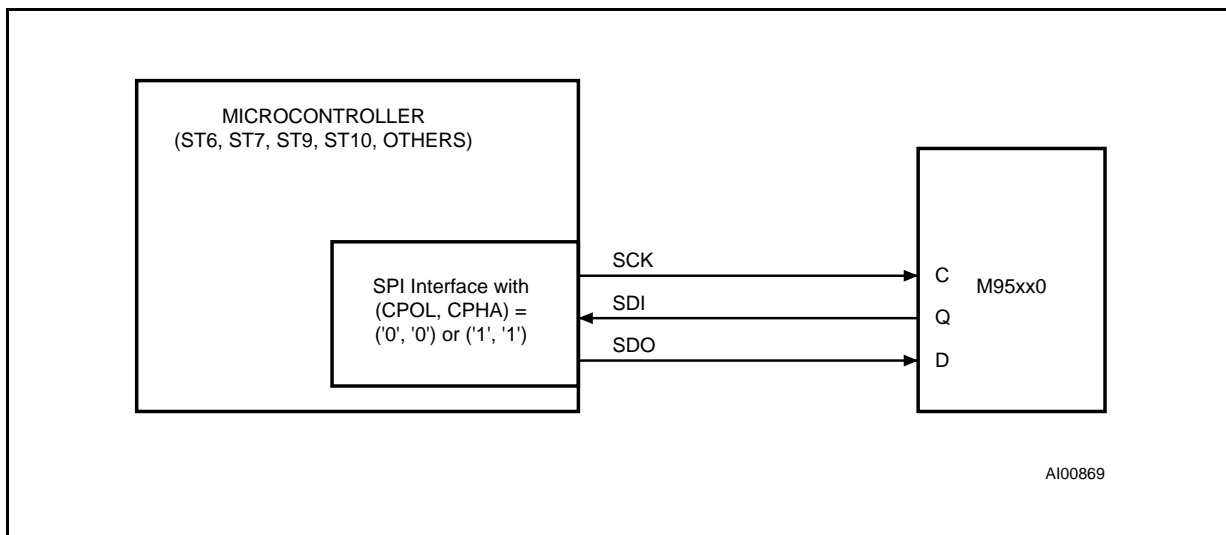 MICROCONTROLLER
(ST6, ST7, ST9, ST10, OTHERS)
SPI Interface with
(CPOL, CPHA) =
('0', '0') or ('1', '1')
SCK
SDI
SDO
C
Q
D
M95xx0
AI00869